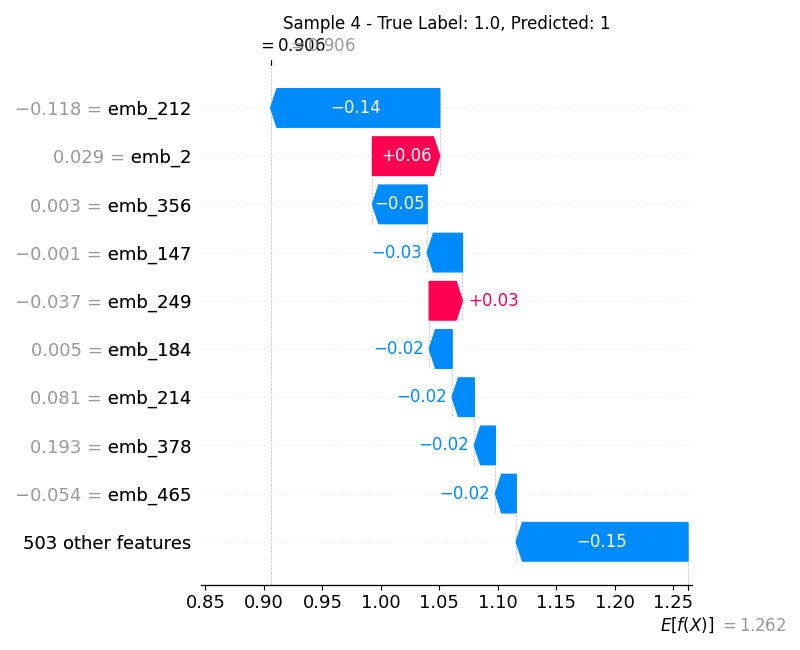 Sample 4 - True Label: 1.0, Predicted: 1
= 0.906 = 0.906
−0.118 = emb_212 −0.14
0.029 = emb_2 +0.06
0.003 = emb_356 −0.05
−0.001 = emb_147 −0.03
−0.037 = emb_249 +0.03
0.005 = emb_184 −0.02
0.081 = emb_214 −0.02
0.193 = emb_378 −0.02
−0.054 = emb_465 −0.02
503 other features −0.15
0.85 0.90 0.95 1.00 1.05 1.10 1.15 1.20 1.25
E[f(X)] = 1.262